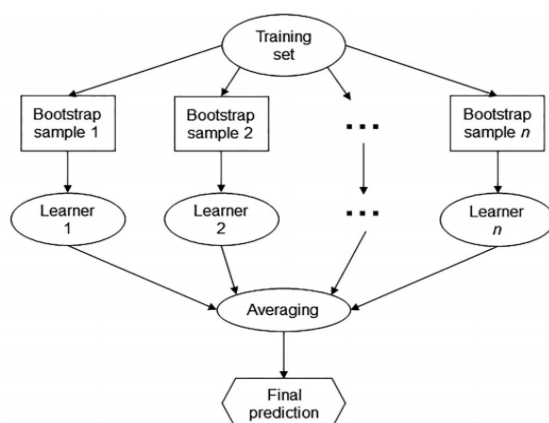 Training
set
Bootstrap
sample 1
Bootstrap
sample 2
...
Bootstrap
sample n
Learner
1
Learner
2
...
Learner
n
Averaging
Final
prediction